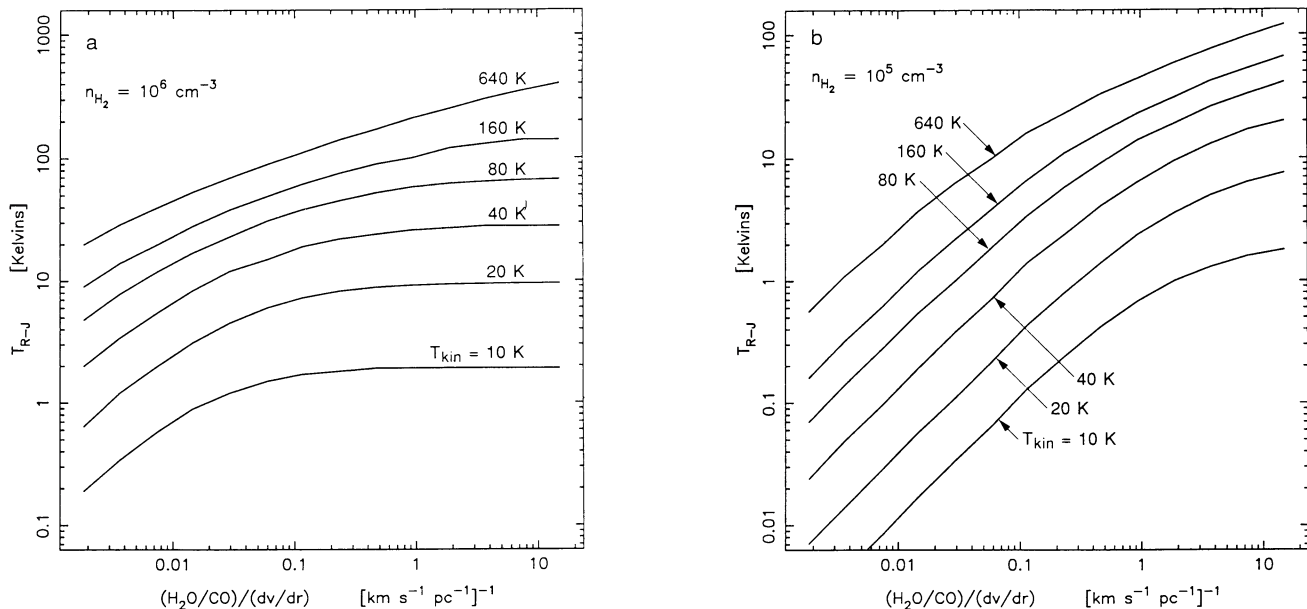 a
n_H2 = 10^6 cm^-3
1000
100
10
1
0.1
T_R-J [Kelvins]
640 K
160 K
80 K
40 K
20 K
T_kin = 10 K
0.01 0.1 1 10
(H2O/CO)/(dv/dr) [km s^-1 pc^-1]^-1
b
n_H2 = 10^5 cm^-3
100
10
1
0.1
0.01
T_R-J [Kelvins]
640 K
160 K
80 K
40 K
20 K
T_kin = 10 K
0.01 0.1 1 10
(H2O/CO)/(dv/dr) [km s^-1 pc^-1]^-1